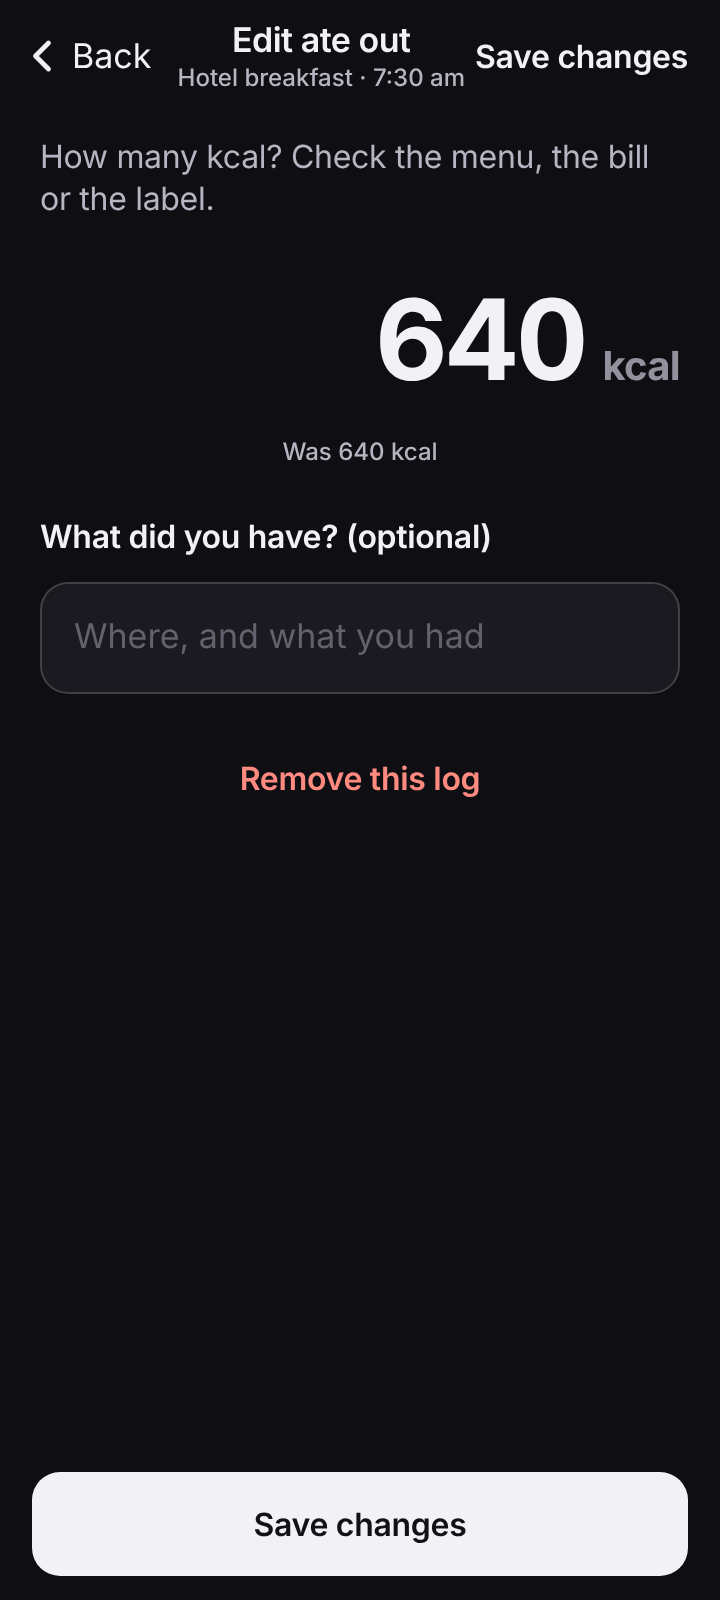 Back
Edit ate out
Hotel breakfast · 7:30 am
Save changes
How many kcal? Check the menu, the bill
or the label.
640 kcal
Was 640 kcal
What did you have? (optional)
Where, and what you had
Remove this log
Save changes